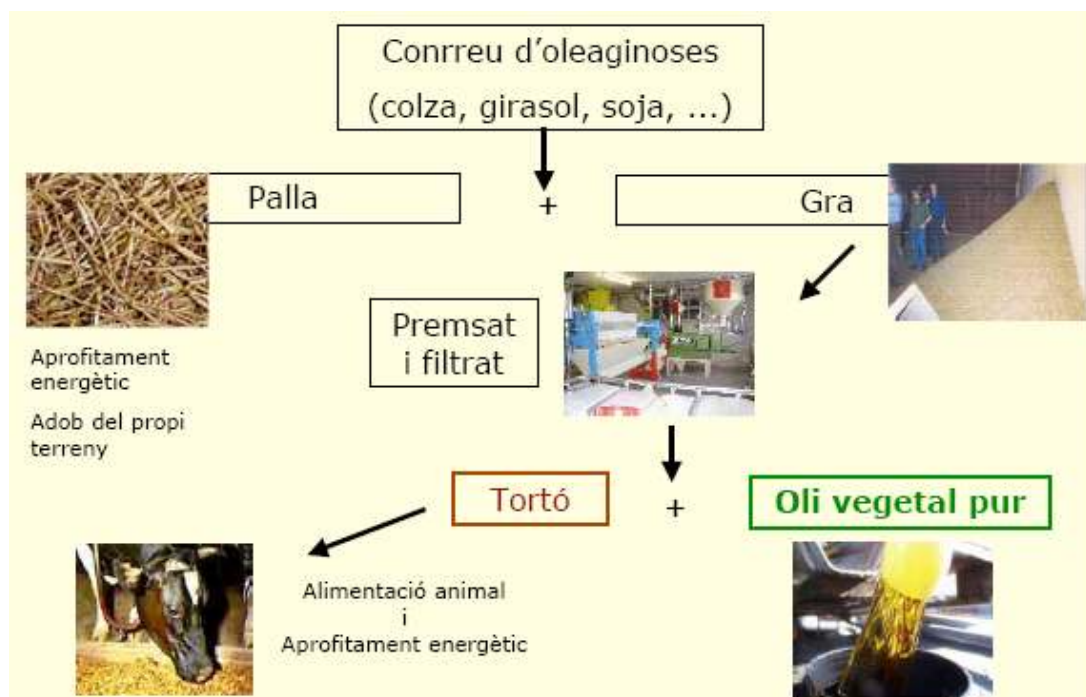 Conrreu d'oleaginoses
(colza, girasol, soja, ...)
Palla
+
Gra
Premsat
i filtrat
Aprofitament
energètic
Adob del propi
terreny
Tortó
+
Oli vegetal pur
Alimentació animal
i
Aprofitament energètic